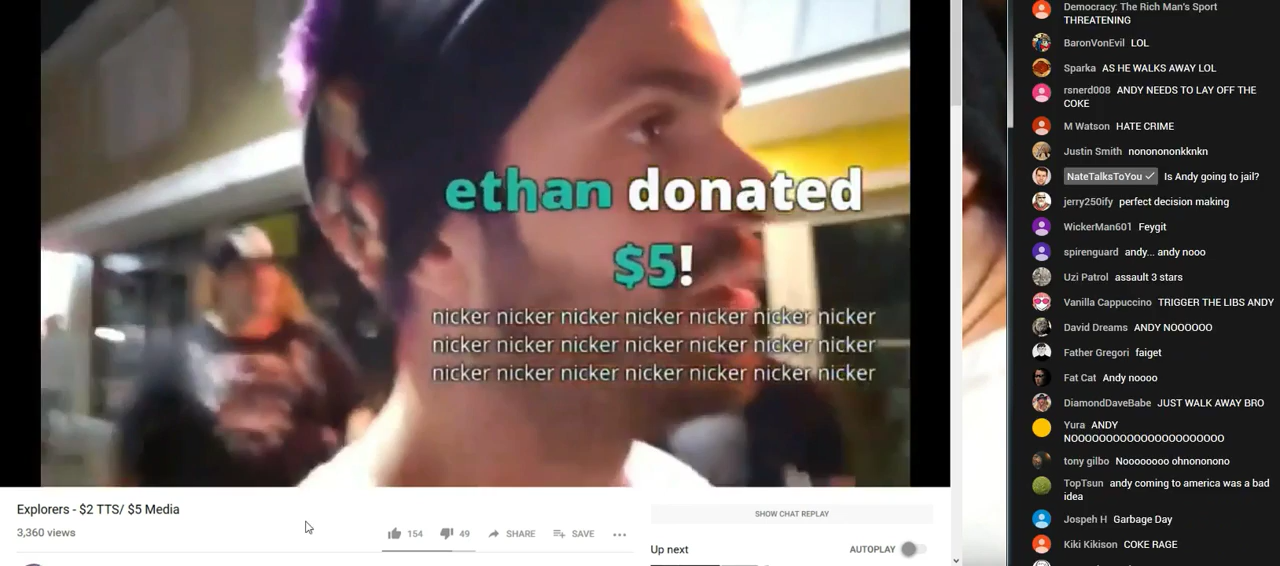 ethan donated
$5!
nicker nicker nicker nicker nicker nicker nicker
nicker nicker nicker nicker nicker nicker nicker
nicker nicker nicker nicker nicker nicker nicker
Explorers - $2 TTS/ $5 Media
3,360 views
154 49 SHARE SAVE
SHOW CHAT REPLAY
Up next AUTOPLAY
Democracy: The Rich Man's Sport
THREATENING
BaronVonEvil LOL
Sparka AS HE WALKS AWAY LOL
rsnerd008 ANDY NEEDS TO LAY OFF THE
COKE
M Watson HATE CRIME
Justin Smith nonononononkknkn
NateTalksToYou Is Andy going to jail?
jerry250ify perfect decision making
WickerMan601 Feygit
spirenguard andy... andy nooo
Uzi Patrol assault 3 stars
Vanilla Cappuccino TRIGGER THE LIBS ANDY
David Dreams ANDY NOOOOOO
Father Gregori faiget
Fat Cat Andy noooo
DiamondDaveBabe JUST WALK AWAY BRO
Yura ANDY
NOOOOOOOOOOOOOOOOOOOOOO
tony gilbo Noooooooo ohnonononono
TopTsun andy coming to america was a bad
idea
Jospeh H Garbage Day
Kiki Kikison COKE RAGE